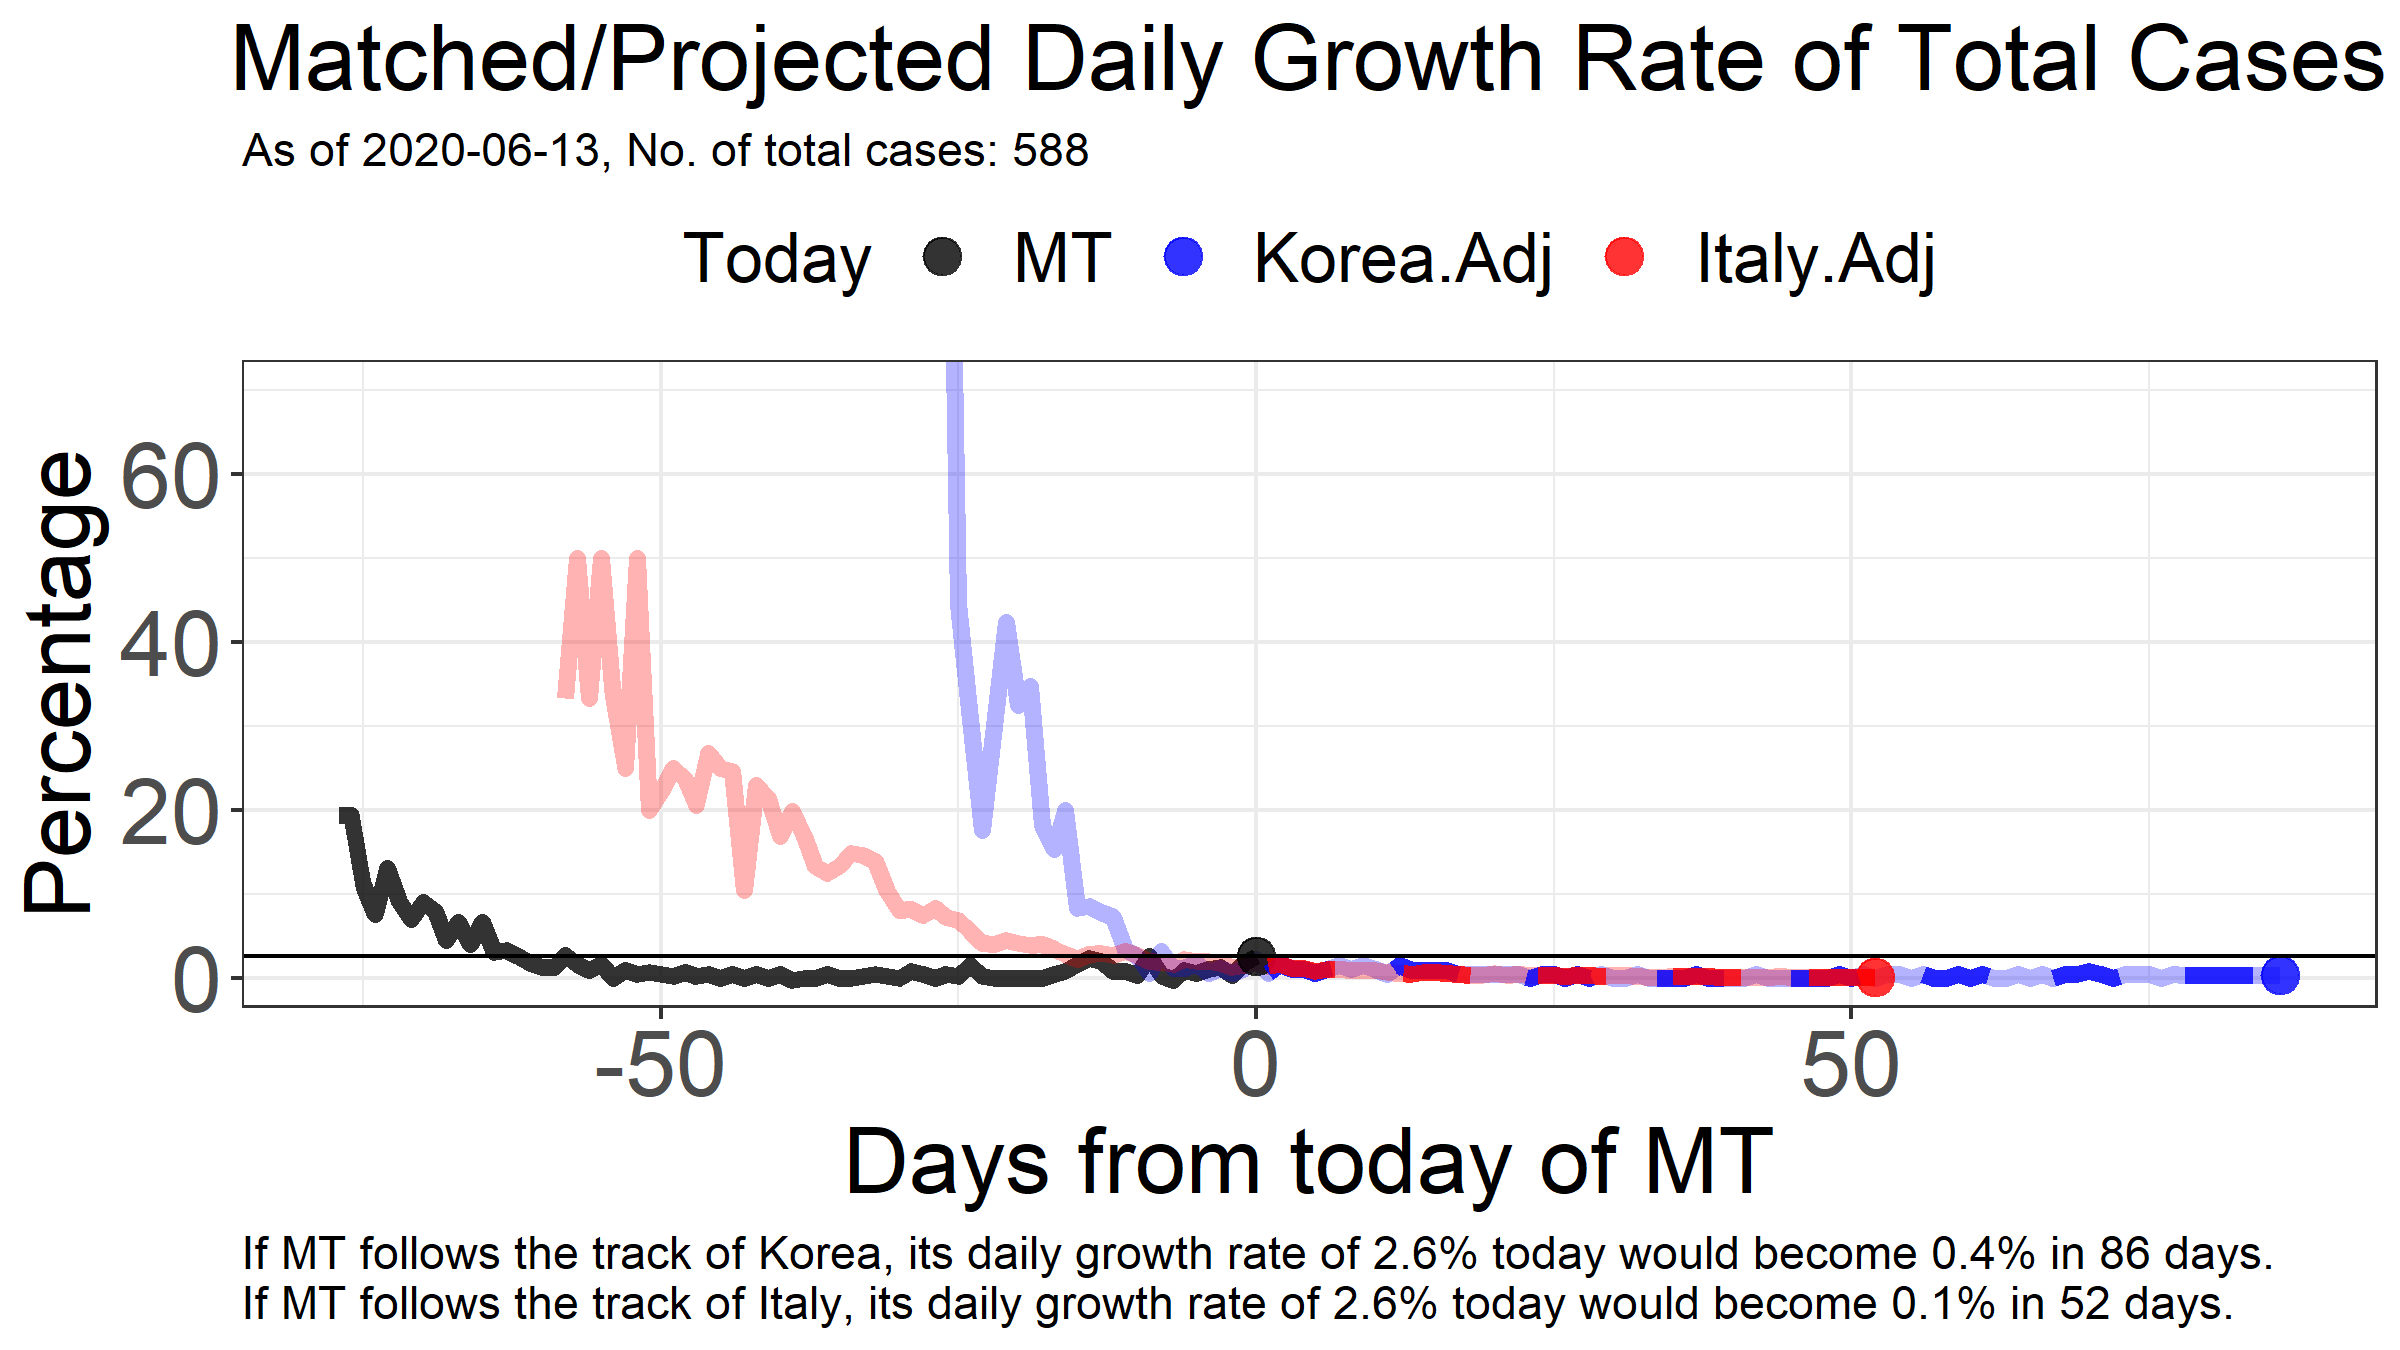 Matched/Projected Daily Growth Rate of Total Cases
As of 2020-06-13, No. of total cases: 588
Today MT Korea.Adj Italy.Adj
Percentage
60
40
20
0
-50 0 50
Days from today of MT
If MT follows the track of Korea, its daily growth rate of 2.6% today would become 0.4% in 86 days.
If MT follows the track of Italy, its daily growth rate of 2.6% today would become 0.1% in 52 days.